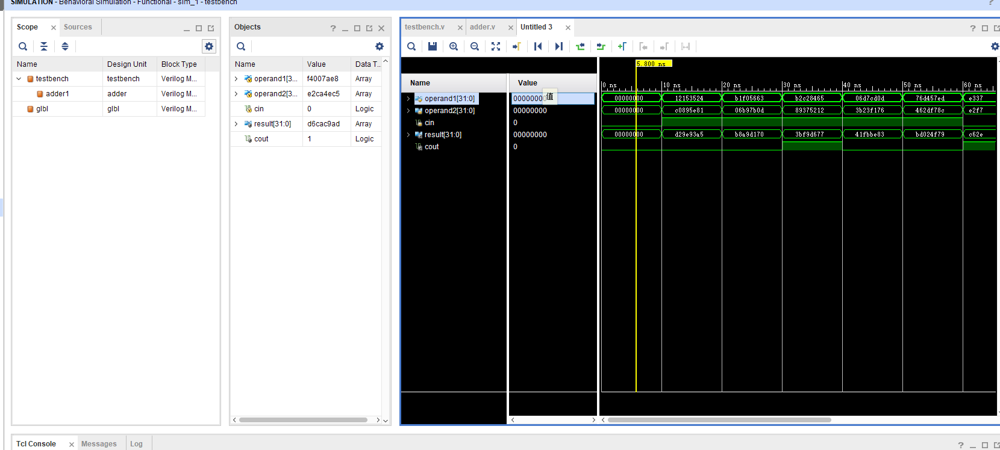 SIMULATION - Behavioral Simulation - Functional - sim_1 - testbench
?
Scope
Sources
Name
Design Unit
Block Type
testbench
testbench
Verilog M...
adder1
adder
Verilog M...
glbl
glbl
Verilog M...
Objects
?
Name
Value
Data T...
operand1[3...
f4007ae8
Array
operand2[3...
e2ca4ec5
Array
cin
0
Logic
result[31:0]
d6cac9ad
Array
cout
1
Logic
testbench.v
adder.v
Untitled 3
?
5.800 ns
Name
Value
0 ns
10 ns
20 ns
30 ns
40 ns
50 ns
60 ns
operand1[31:0]
00000000
值
00000000
12153524
b1f05663
b2c28465
06d7cd0d
76d457ed
e337
operand2[31:0]
00000000
00000000
c0895e81
06b97b0d
89375212
3b23f176
462df78c
e2f7
cin
0
result[31:0]
00000000
00000000
d29e93a5
b8a9d170
3bf9d677
41fbbe83
bd024f79
c62e
cout
0
Tcl Console
Messages
Log
?